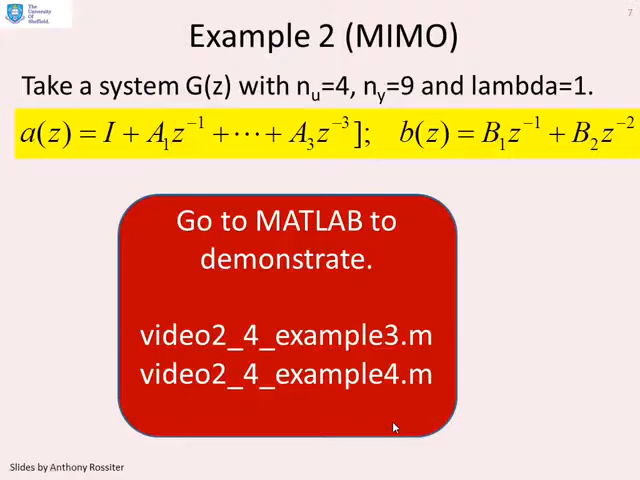 The
University
Of
Sheffield.
7
Example 2 (MIMO)
Take a system G(z) with nᵤ=4, nᵧ=9 and lambda=1.
a(z) = I + A₁z⁻¹ + ⋯ + A₃z⁻³]; b(z) = B₁z⁻¹ + B₂z⁻²
Go to MATLAB to
demonstrate.
video2_4_example3.m
video2_4_example4.m
Slides by Anthony Rossiter